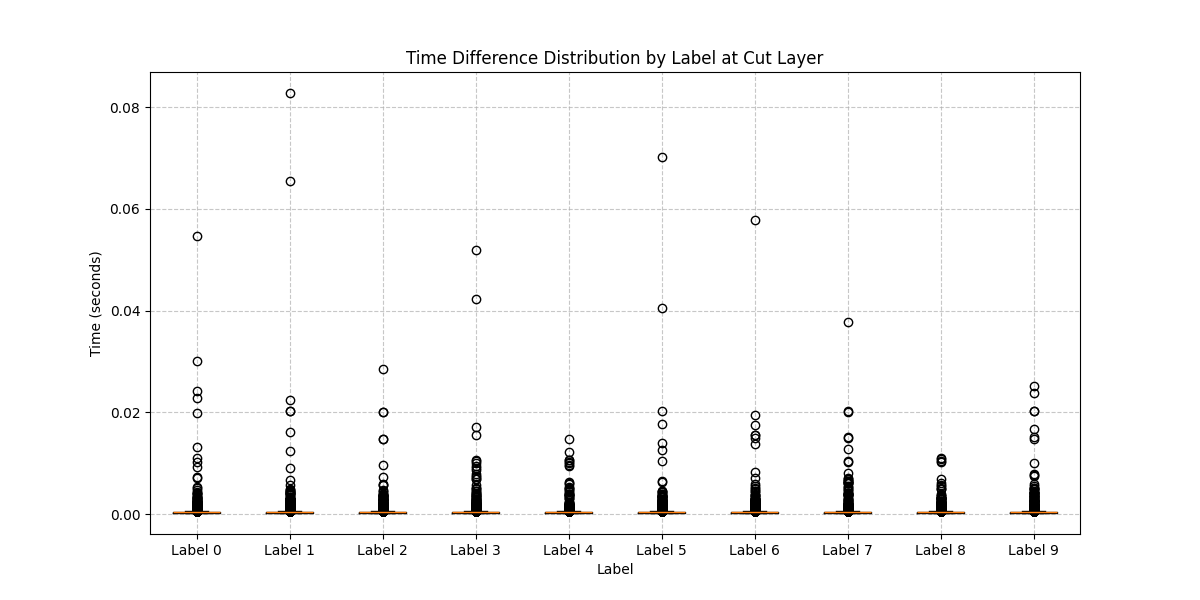 Time Difference Distribution by Label at Cut Layer
Time (seconds)
0.08
0.06
0.04
0.02
0.00
Label 0 Label 1 Label 2 Label 3 Label 4 Label 5 Label 6 Label 7 Label 8 Label 9
Label